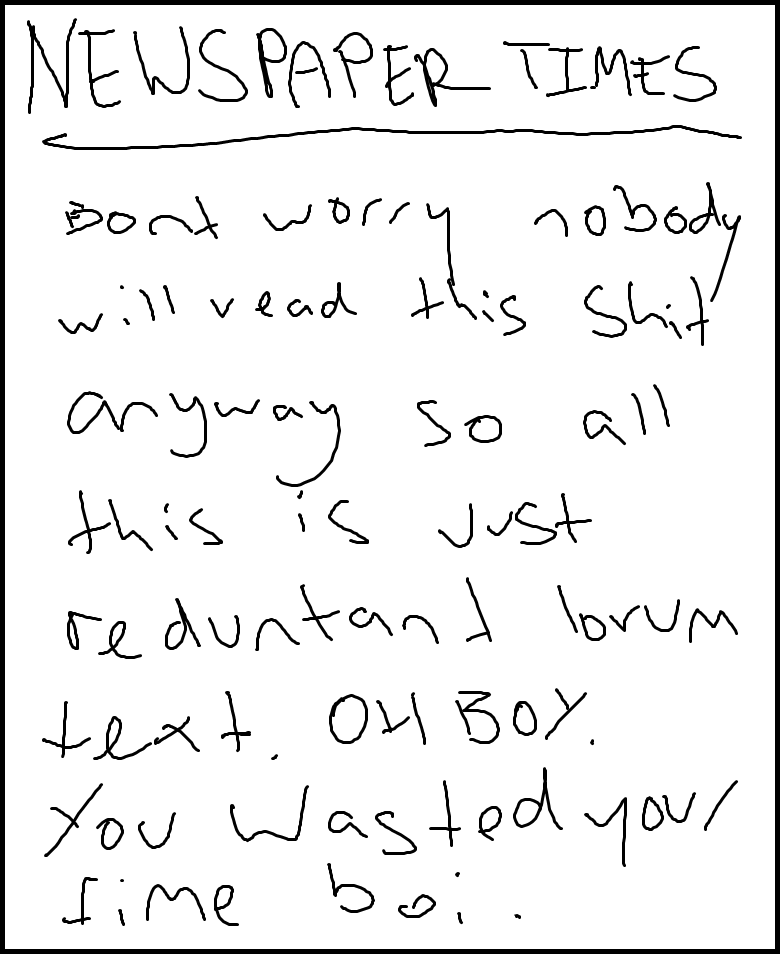 NEWSPAPER TIMES
Dont worry nobody
will read this shit
anyway so all
this is just
reduntant lorum
text. OH BOY.
You wasted your
time boi.